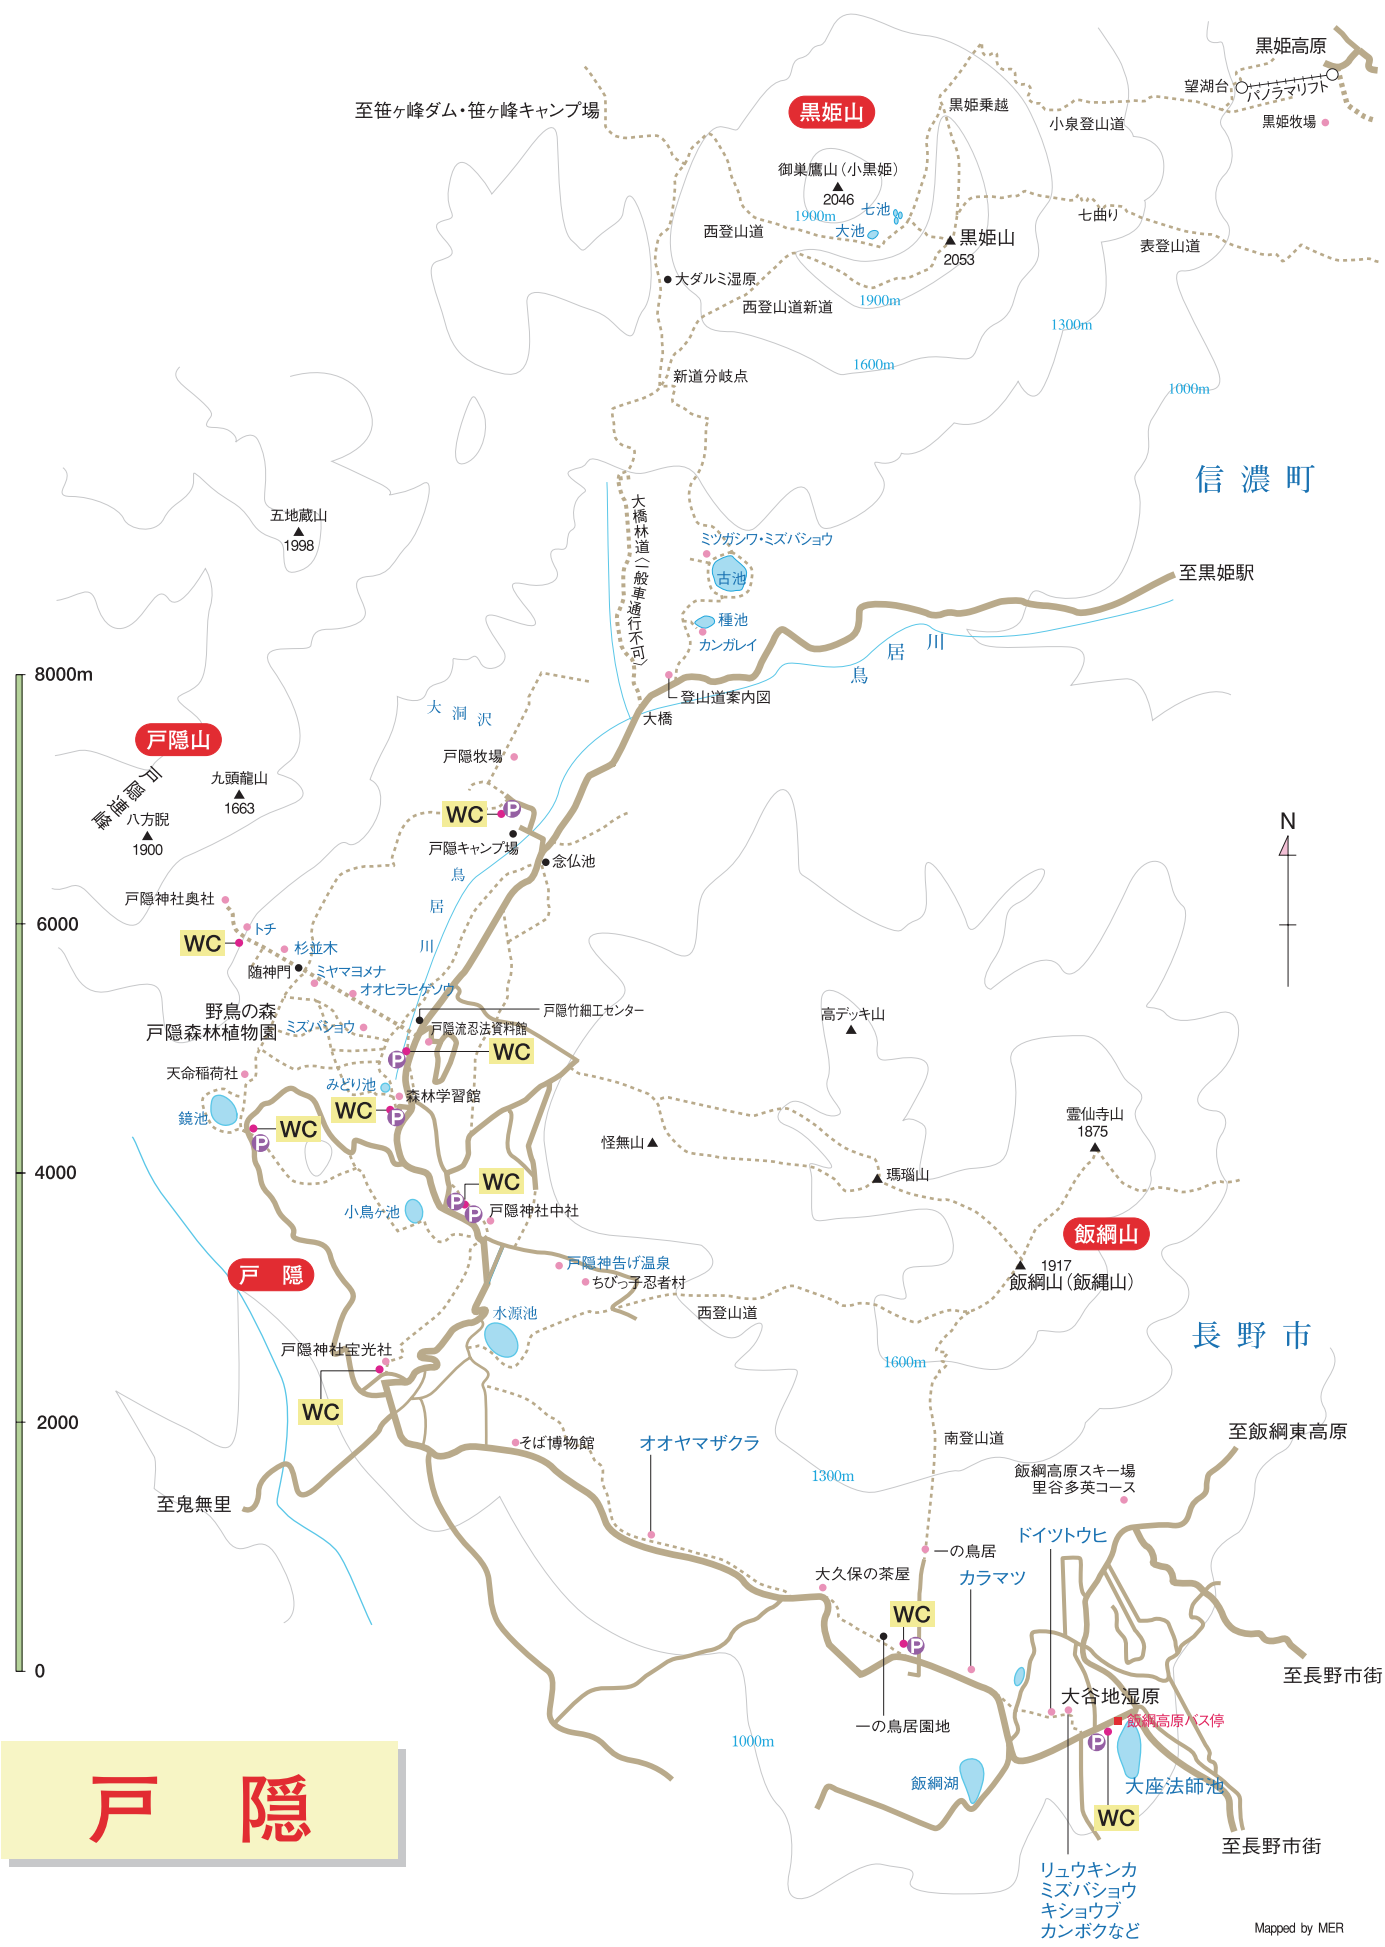 黒姫高原
望湖台
パノラマリフト
黒姫牧場
至笹ヶ峰ダム・笹ヶ峰キャンプ場
黒姫山
黒姫乗越
小泉登山道
御巣鷹山（小黒姫）
2046
1900m
七池
大池
西登山道
黒姫山
2053
七曲り
表登山道
大ダルミ湿原
西登山道新道
1900m
1300m
1600m
新道分岐点
1000m
信濃町
五地蔵山
1998
大橋林道（一般車通行不可）
ミツガシワ・ミズバショウ
古池
至黒姫駅
種池
カンガレイ
鳥居川
8000m
登山道案内図
大橋
大洞沢
戸隠山
戸隠連峰
戸隠牧場
九頭龍山
1663
八方睨
1900
WC
P
戸隠キャンプ場
念仏池
N
鳥居川
戸隠神社奥社
6000
トチ
WC
杉並木
随神門
ミヤマヨメナ
オオヒラヒゲゾウ
野鳥の森
戸隠森林植物園
ミズバショウ
戸隠竹細工センター
戸隠流忍法資料館
P
WC
高デッキ山
天命稲荷社
みどり池
森林学習館
WC
P
鏡池
WC
P
怪無山
霊仙寺山
1875
4000
瑪瑙山
WC
P
P
戸隠神社中社
小鳥ヶ池
飯綱山
1917
飯綱山（飯縄山）
戸隠
戸隠神告げ温泉
ちびっ子忍者村
西登山道
水源池
長野市
戸隠神社宝光社
1600m
WC
2000
そば博物館
オオヤマザクラ
南登山道
至飯綱東高原
1300m
飯綱高原スキー場
里谷多英コース
至鬼無里
ドイツトウヒ
一の鳥居
大久保の茶屋
カラマツ
WC
P
0
至長野市街
大谷地湿原
一の鳥居園地
飯綱高原バス停
P
1000m
飯綱湖
大座法師池
WC
至長野市街
戸隠
リュウキンカ
ミズバショウ
キショウブ
カンボクなど
Mapped by MER